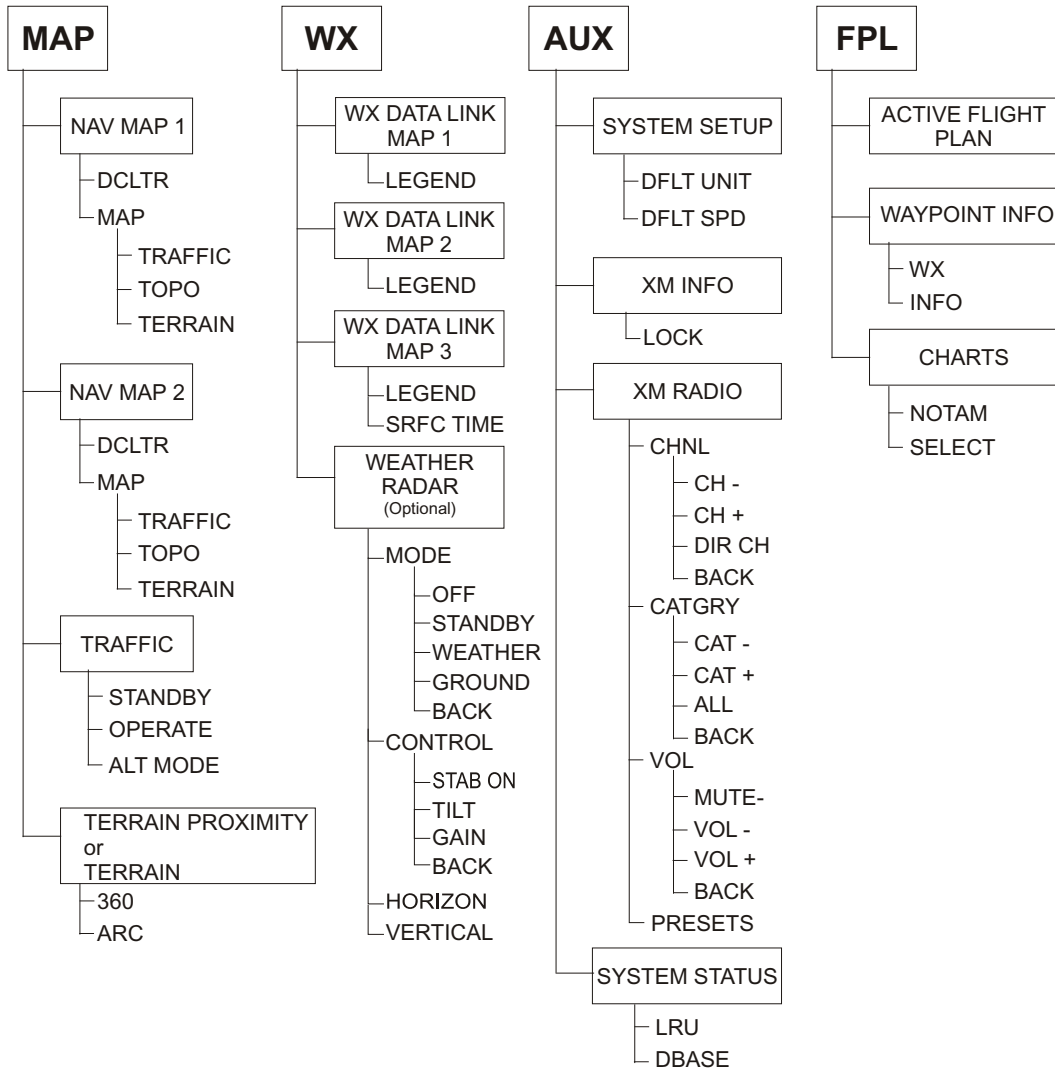 MAP
NAV MAP 1
DCLTR
MAP
TRAFFIC
TOPO
TERRAIN
NAV MAP 2
DCLTR
MAP
TRAFFIC
TOPO
TERRAIN
TRAFFIC
STANDBY
OPERATE
ALT MODE
TERRAIN PROXIMITY
or
TERRAIN
360
ARC
WX
WX DATA LINK
MAP 1
LEGEND
WX DATA LINK
MAP 2
LEGEND
WX DATA LINK
MAP 3
LEGEND
SRFC TIME
WEATHER
RADAR
(Optional)
MODE
OFF
STANDBY
WEATHER
GROUND
BACK
CONTROL
STAB ON
TILT
GAIN
BACK
HORIZON
VERTICAL
AUX
SYSTEM SETUP
DFLT UNIT
DFLT SPD
XM INFO
LOCK
XM RADIO
CHNL
CH -
CH +
DIR CH
BACK
CATGRY
CAT -
CAT +
ALL
BACK
VOL
MUTE-
VOL -
VOL +
BACK
PRESETS
SYSTEM STATUS
LRU
DBASE
FPL
ACTIVE FLIGHT
PLAN
WAYPOINT INFO
WX
INFO
CHARTS
NOTAM
SELECT